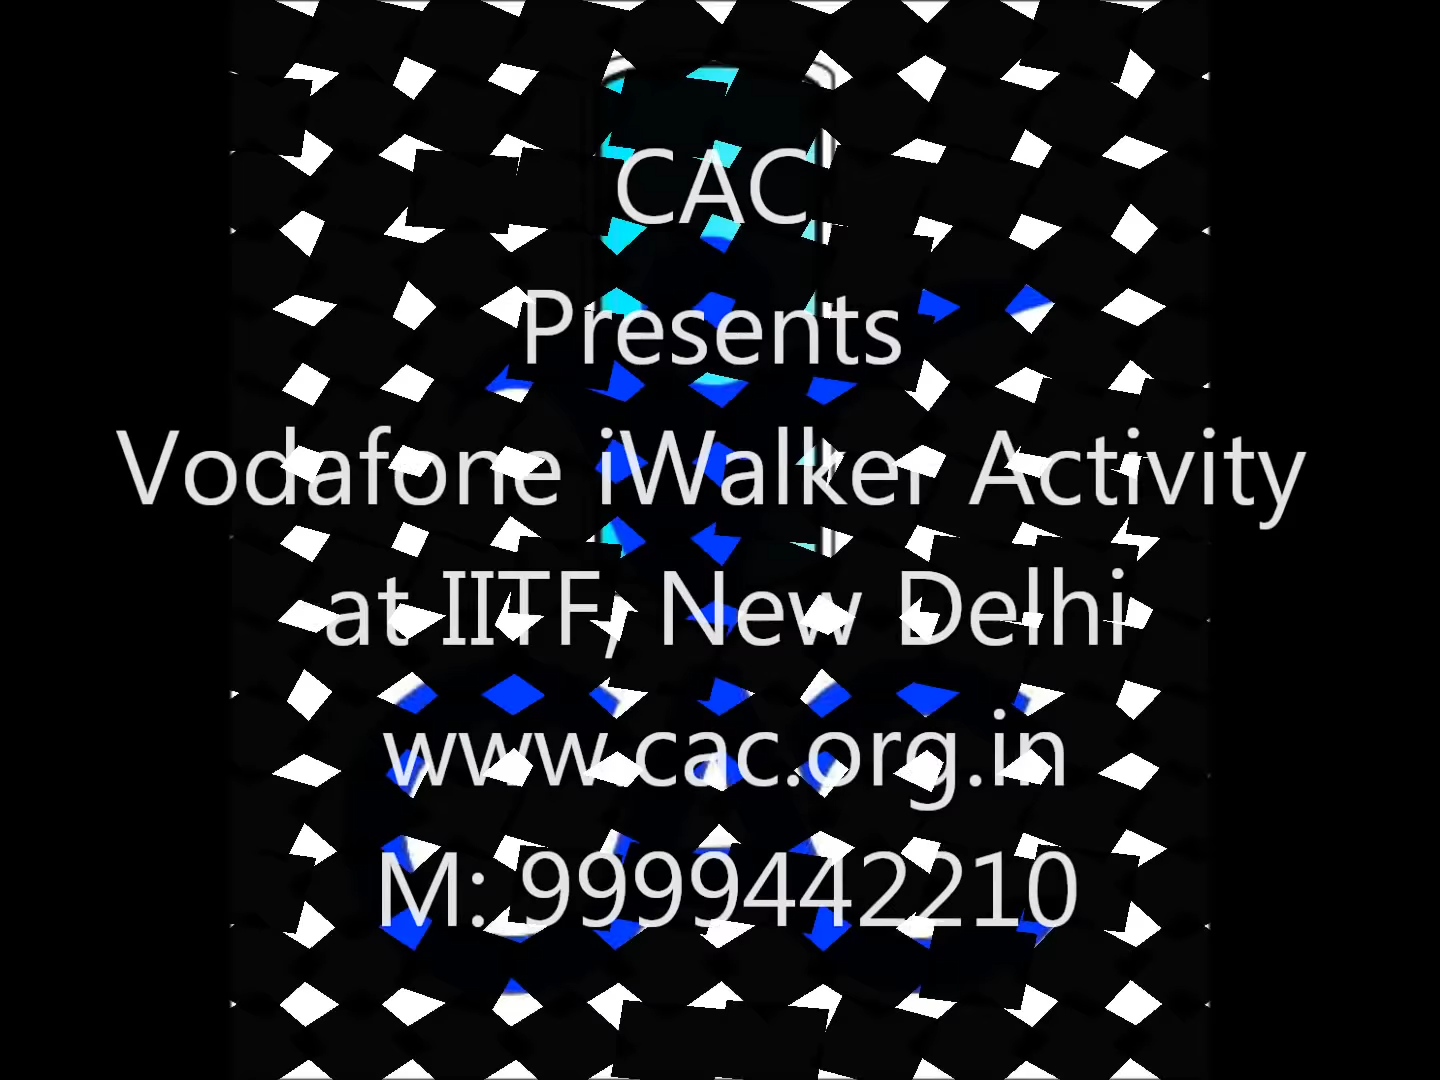 CAC
Presents
Vodafone iWalker Activity
at IITF, New Delhi
www.cac.org.in
M: 9999442210